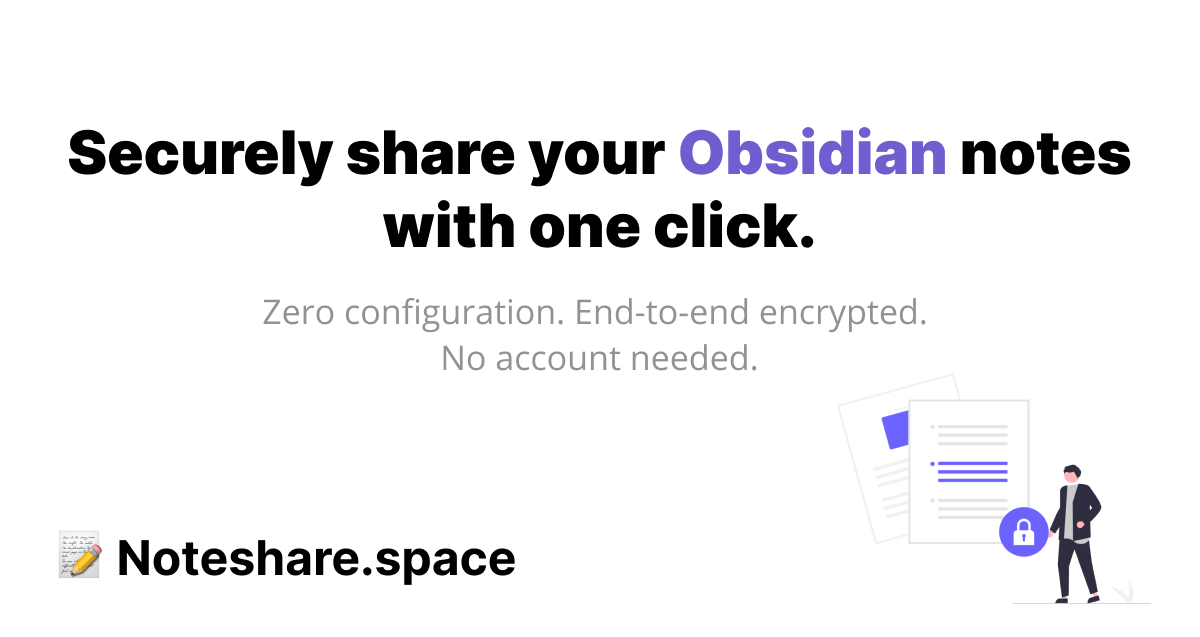 Securely share your Obsidian notes
with one click.
Zero configuration. End-to-end encrypted.
No account needed.
Noteshare.space